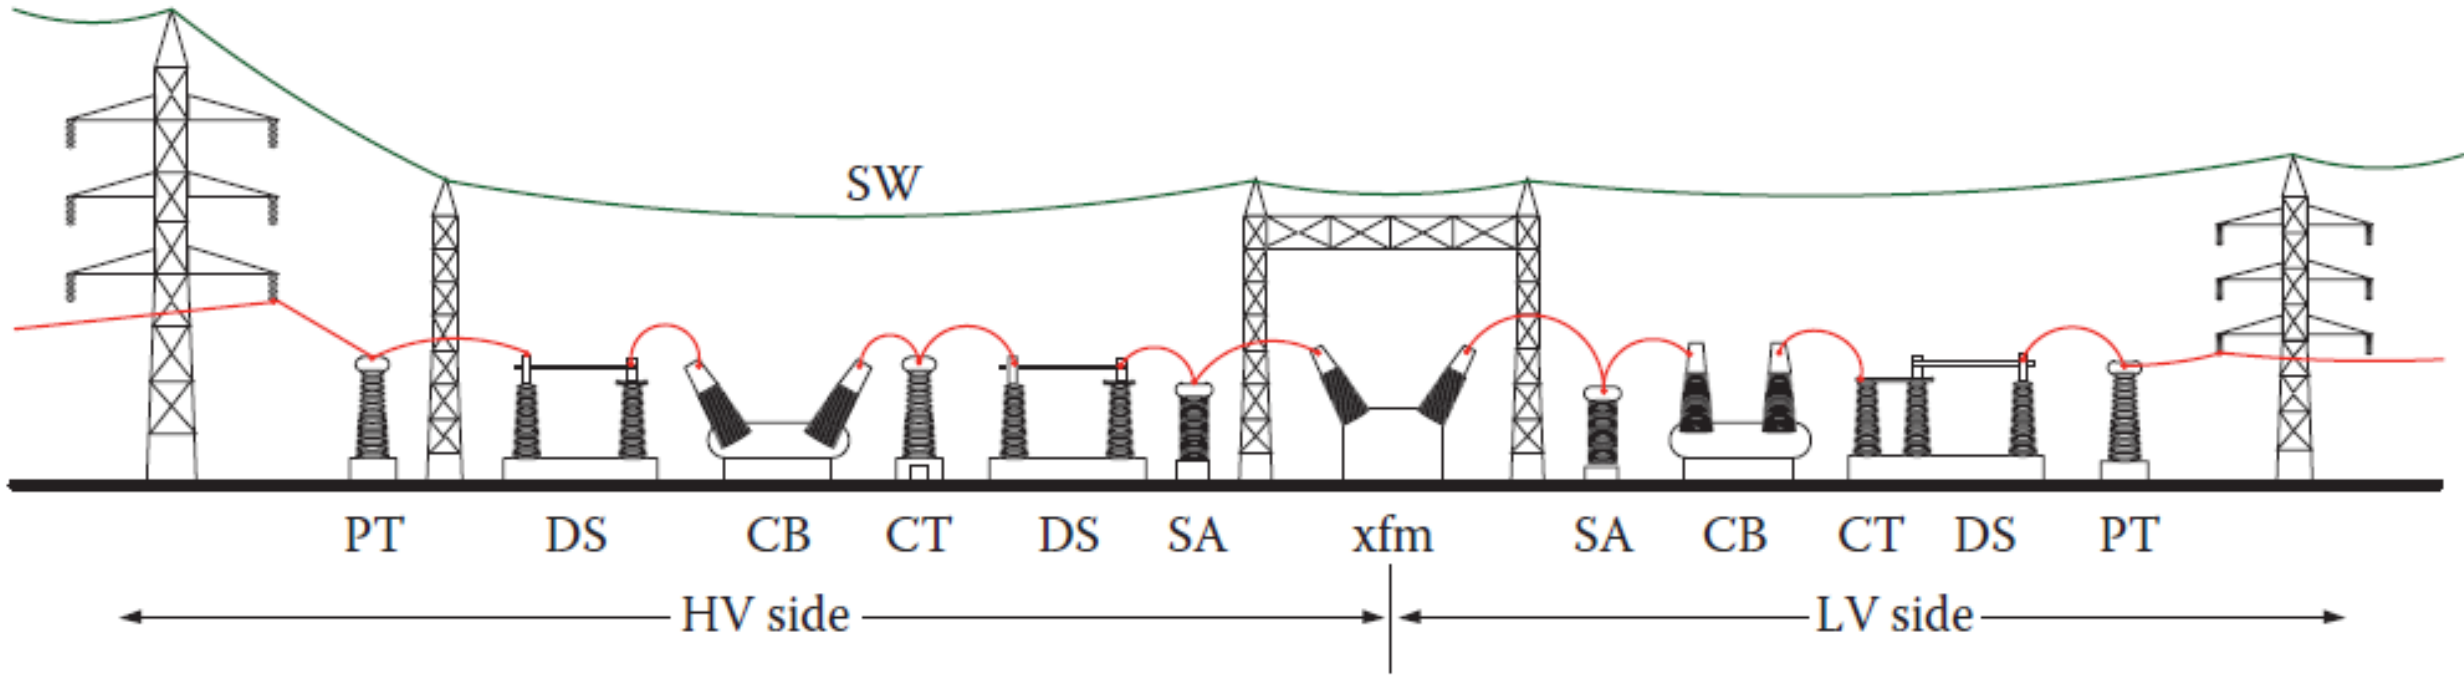 SW
PT DS CB CT DS SA xfm SA CB CT DS PT
HV side LV side